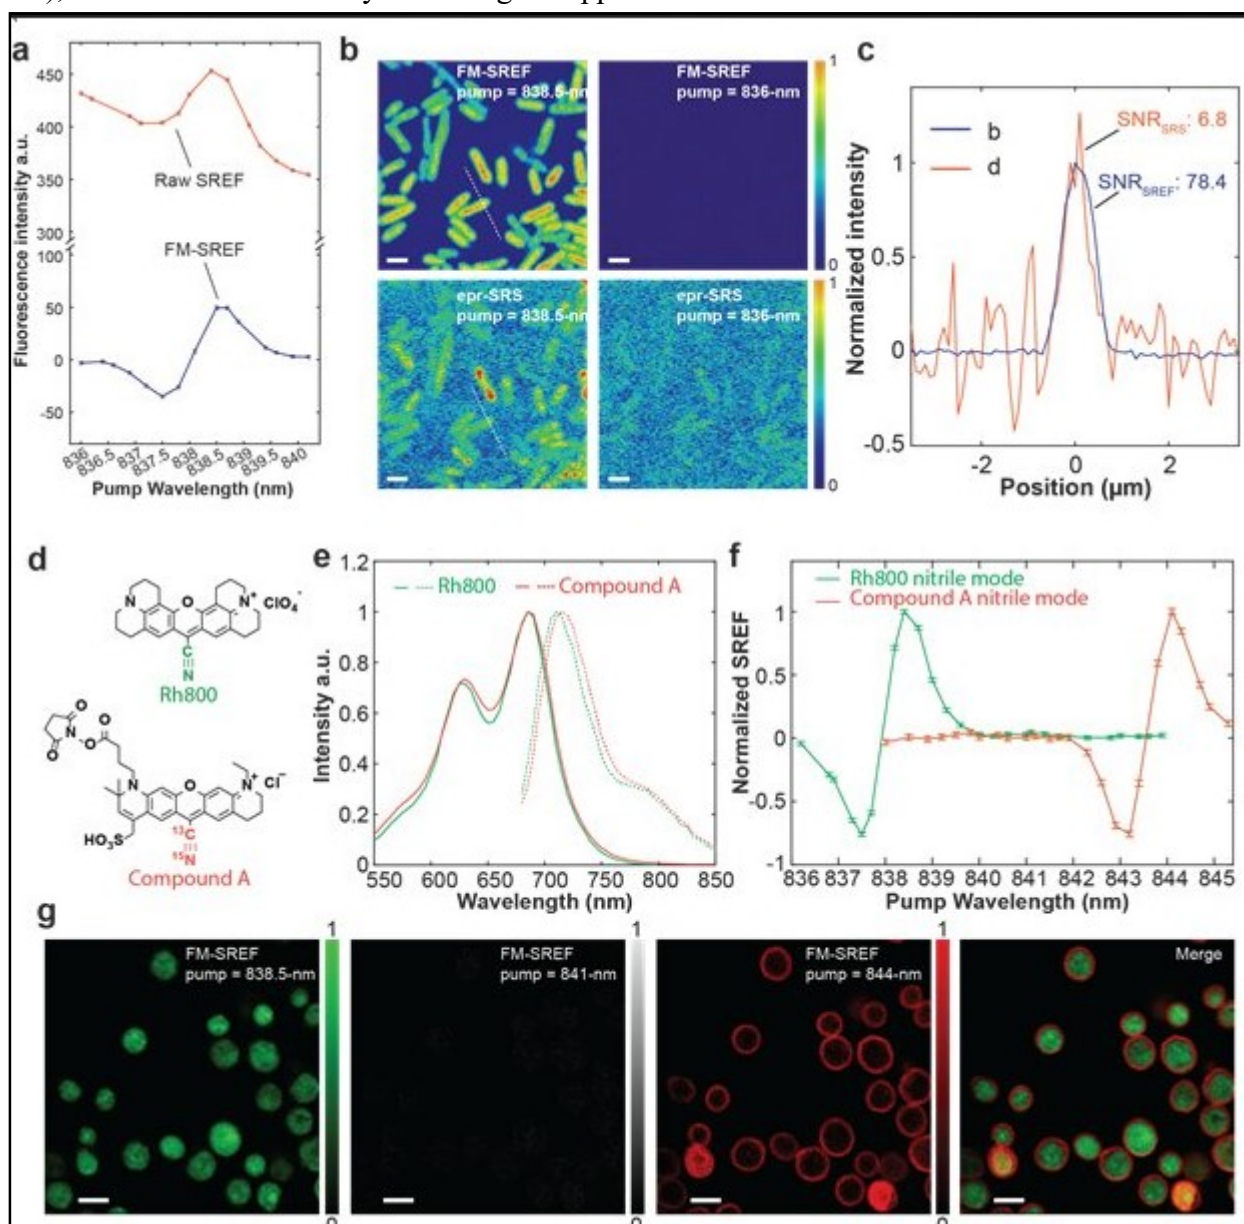 a
450
400
350
300
100
50
0
-50
Raw SREF
FM-SREF
Fluorescence intensity a.u.
836
836.5
837
837.5
838
838.5
839
839.5
840
Pump Wavelength (nm)
b
FM-SREF
pump = 838.5-nm
FM-SREF
pump = 836-nm
1
0
epr-SRS
pump = 838.5-nm
epr-SRS
pump = 836-nm
1
0
c
b
d
SNR_SRS: 6.8
SNR_SREF: 78.4
Normalized intensity
1
0.5
0
-0.5
-2
0
2
Position (µm)
d
N
O
N
+
ClO4-
C
N
Rh800
O
N
O
O
O
N
O
N
+
Cl-
HO3S
13C
15N
Compound A
e
Rh800
Compound A
Intensity a.u.
1.2
1
0.8
0.6
0.4
0.2
0
550
600
650
700
750
800
850
Wavelength (nm)
f
Rh800 nitrile mode
Compound A nitrile mode
Normalized SREF
1
0.5
0
-0.5
-1
836
837
838
839
840
841
842
843
844
845
Pump Wavelength (nm)
g
FM-SREF
pump = 838.5-nm
1
FM-SREF
pump = 841-nm
1
FM-SREF
pump = 844-nm
1
Merge